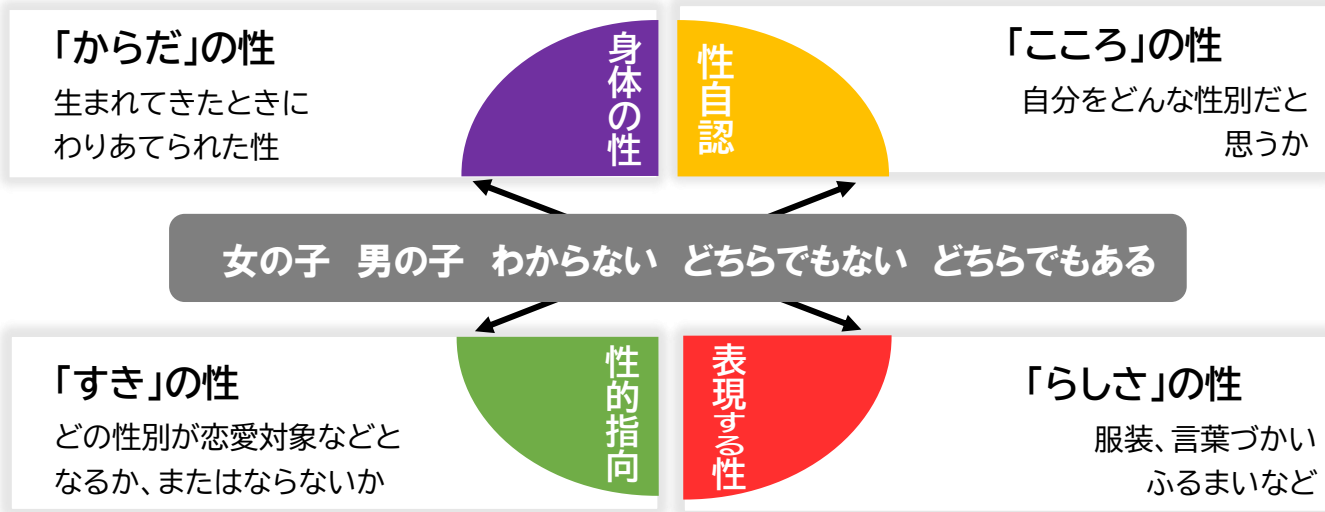 「からだ」の性
生まれてきたときに
わりあてられた性
身体の性
性自認
「こころ」の性
自分をどんな性別だと
思うか
女の子 男の子 わからない どちらでもない どちらでもある
「すき」の性
どの性別が恋愛対象などと
なるか、またはならないか
性的指向
表現する性
「らしさ」の性
服装、言葉づかい
ふるまいなど